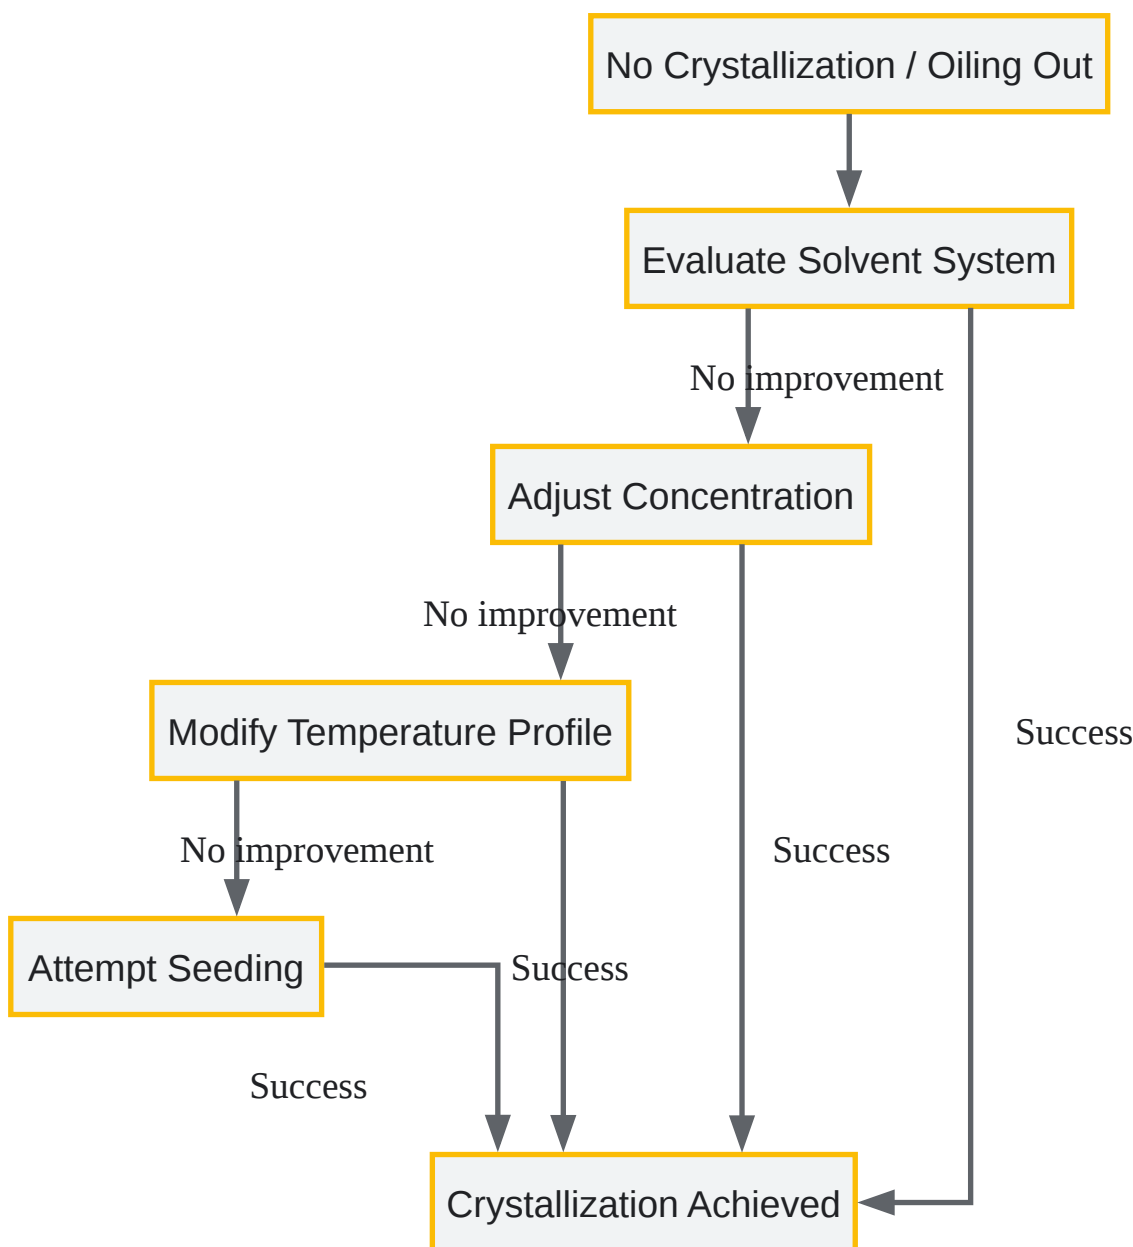 No Crystallization / Oiling Out
Evaluate Solvent System
No improvement
Adjust Concentration
No improvement
Modify Temperature Profile
Success
No improvement
Success
Attempt Seeding
Success
Success
Crystallization Achieved